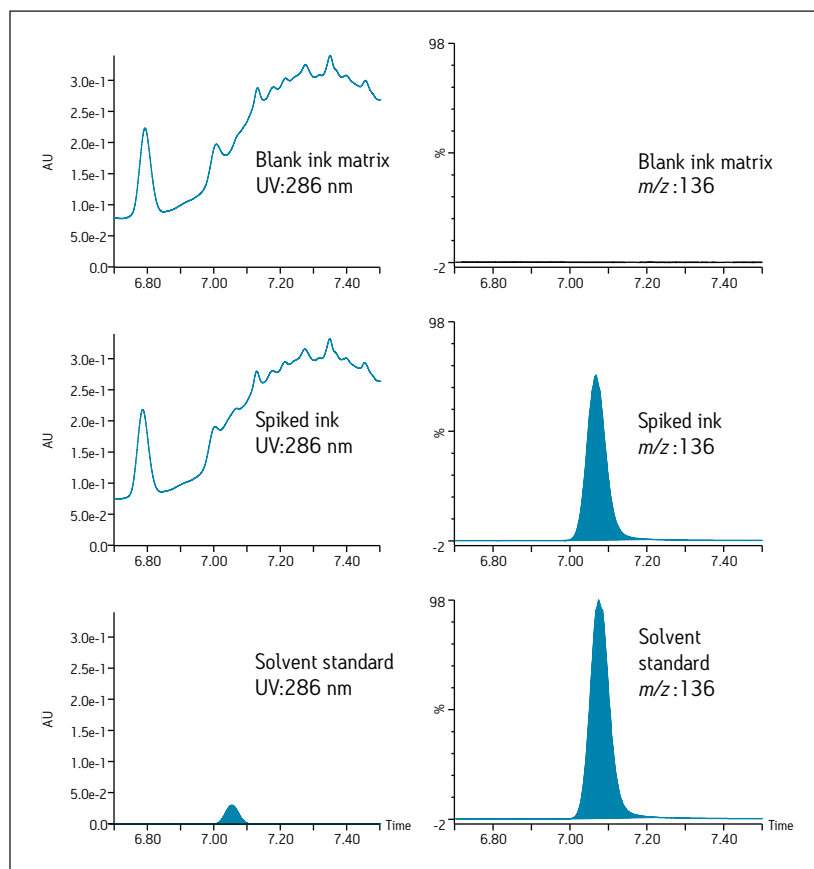 3.0e-1
2.5e-1
2.0e-1
1.5e-1
1.0e-1
5.0e-2
0.0
AU
6.80 7.00 7.20 7.40
Blank ink matrix
UV:286 nm
98
%
-2
6.80 7.00 7.20 7.40
Blank ink matrix
m/z:136
3.0e-1
2.5e-1
2.0e-1
1.5e-1
1.0e-1
5.0e-2
0.0
AU
6.80 7.00 7.20 7.40
Spiked ink
UV:286 nm
98
%
-2
6.80 7.00 7.20 7.40
Spiked ink
m/z:136
3.0e-1
2.5e-1
2.0e-1
1.5e-1
1.0e-1
5.0e-2
0.0
AU
6.80 7.00 7.20 7.40
Time
Solvent standard
UV:286 nm
98
%
-2
6.80 7.00 7.20 7.40
Time
Solvent
standard
m/z:136